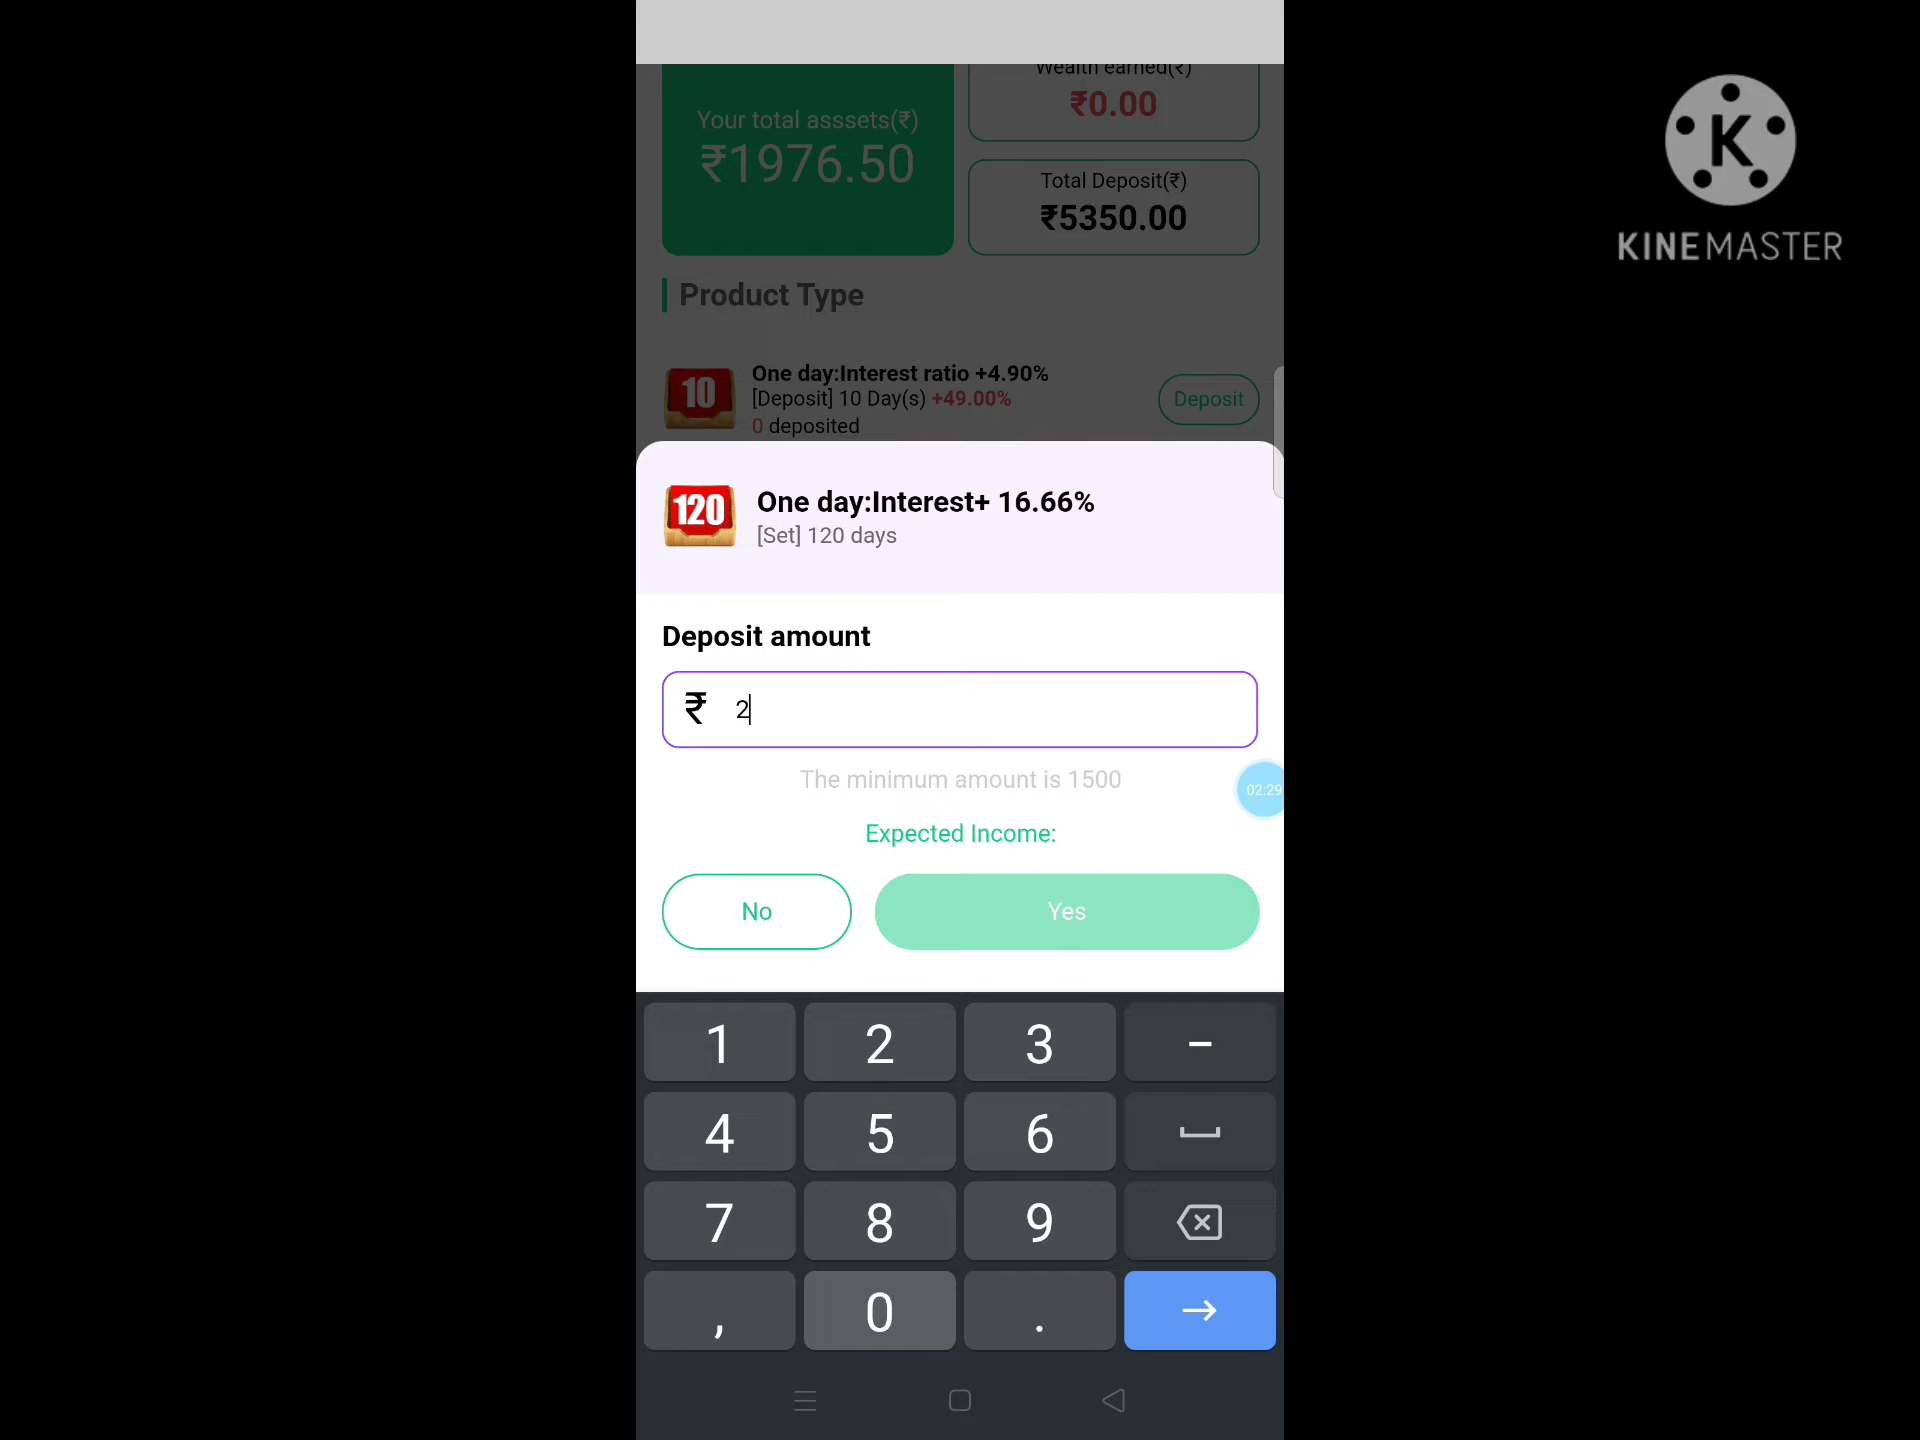 Wealth earned(₹)
₹0.00
Your total asssets(₹)
₹1976.50
Total Deposit(₹)
₹5350.00
Product Type
10
One day:Interest ratio +4.90%
[Deposit] 10 Day(s) +49.00%
0 deposited
Deposit
120
One day:Interest+ 16.66%
[Set] 120 days
Deposit amount
₹ 2
The minimum amount is 1500
02:29
Expected Income:
No
Yes
1 2 3 –
4 5 6
7 8 9
, 0 .
K
KINEMASTER